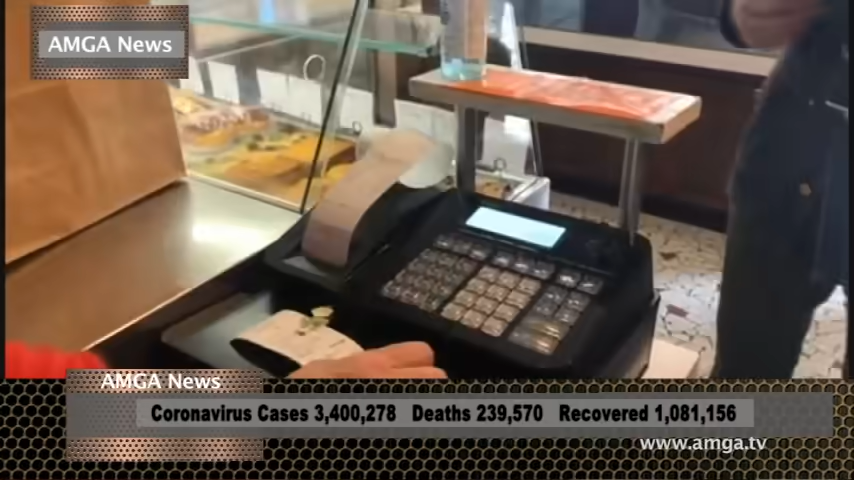 AMGA News
AMGA News
Coronavirus Cases 3,400,278 Deaths 239,570 Recovered 1,081,156
www.amga.tv